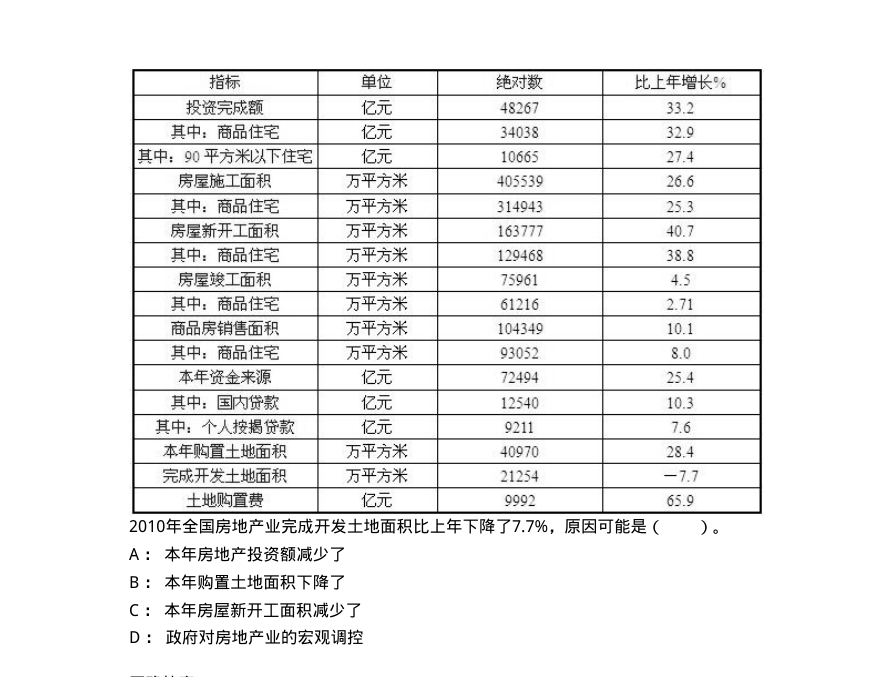 指标 单位 绝对数 比上年增长%
投资完成额 亿元 48267 33.2
其中：商品住宅 亿元 34038 32.9
其中：90 平方米以下住宅 亿元 10665 27.4
房屋施工面积 万平方米 405539 26.6
其中：商品住宅 万平方米 314943 25.3
房屋新开工面积 万平方米 163777 40.7
其中：商品住宅 万平方米 129468 38.8
房屋竣工面积 万平方米 75961 4.5
其中：商品住宅 万平方米 61216 2.71
商品房销售面积 万平方米 104349 10.1
其中：商品住宅 万平方米 93052 8.0
本年资金来源 亿元 72494 25.4
其中：国内贷款 亿元 12540 10.3
其中：个人按揭贷款 亿元 9211 7.6
本年购置土地面积 万平方米 40970 28.4
完成开发土地面积 万平方米 21254 －7.7
土地购置费 亿元 9992 65.9
2010年全国房地产业完成开发土地面积比上年下降了7.7%，原因可能是（　　）。
A： 本年房地产投资额减少了
B： 本年购置土地面积下降了
C： 本年房屋新开工面积减少了
D： 政府对房地产业的宏观调控